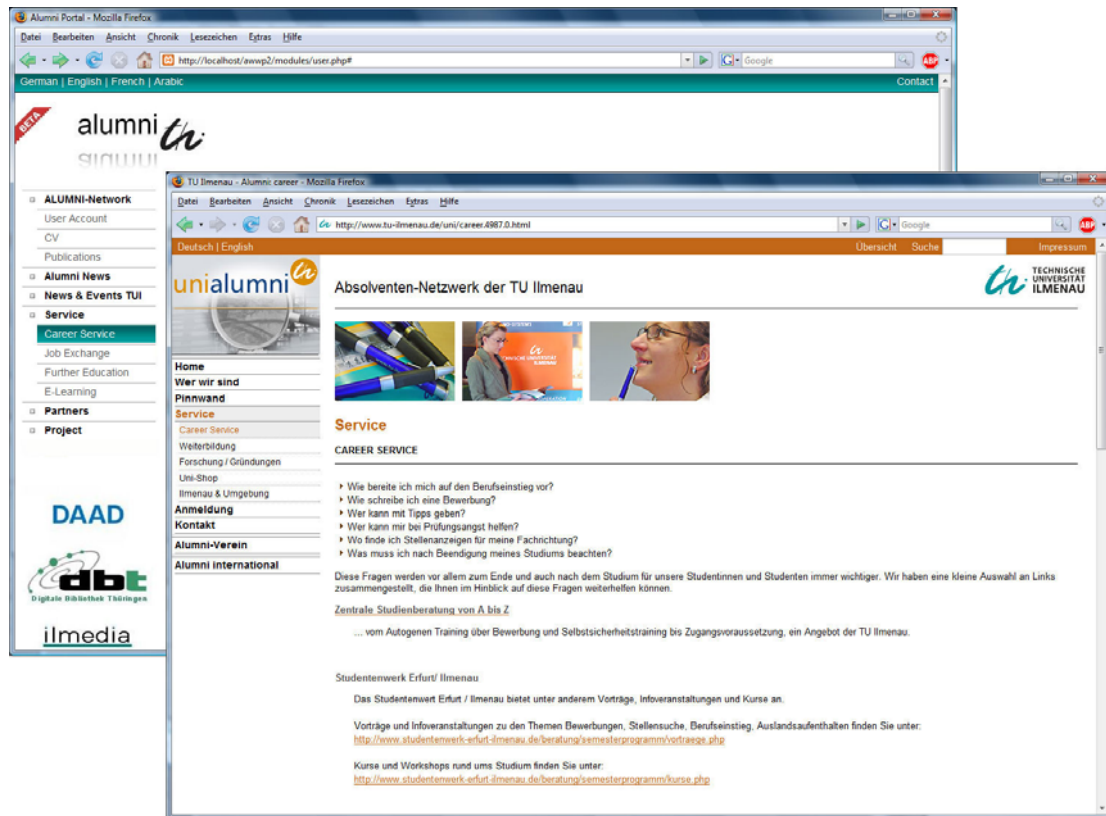 Alumni Portal - Mozilla Firefox
Datei Bearbeiten Ansicht Chronik Lesezeichen Extras Hilfe
http://localhost/awwp2/modules/user.php#
Google
ABP
German | English | French | Arabic
Contact
BETA
alumni th
ALUMNI-Network
User Account
CV
Publications
Alumni News
News & Events TUI
Service
Career Service
Job Exchange
Further Education
E-Learning
Partners
Project
DAAD
dbt
Digitale Bibliothek Thüringen
ilmedia
TU Ilmenau - Alumni: career - Mozilla Firefox
Datei Bearbeiten Ansicht Chronik Lesezeichen Extras Hilfe
http://www.tu-ilmenau.de/uni/career.4987.0.html
Google
ABP
Deutsch | English
Übersicht Suche
Impressum
unialumni th
Absolventen-Netzwerk der TU Ilmenau
th
TECHNISCHE
UNIVERSITÄT
ILMENAU
Home
Wer wir sind
Pinnwand
Service
Career Service
Weiterbildung
Forschung / Gründungen
Uni-Shop
Ilmenau & Umgebung
Anmeldung
Kontakt
Alumni-Verein
Alumni international
TECHNISCHE UNIVERSITÄT
ILMENAU
Service
CAREER SERVICE
Wie bereite ich mich auf den Berufseinstieg vor?
Wie schreibe ich eine Bewerbung?
Wer kann mit Tipps geben?
Wer kann mir bei Prüfungsangst helfen?
Wo finde ich Stellenanzeigen für meine Fachrichtung?
Was muss ich nach Beendigung meines Studiums beachten?
Diese Fragen werden vor allem zum Ende und auch nach dem Studium für unsere Studentinnen und Studenten immer wichtiger. Wir haben eine kleine Auswahl an Links
zusammengestellt, die Ihnen im Hinblick auf diese Fragen weiterhelfen können.
Zentrale Studienberatung von A bis Z
... vom Autogenen Training über Bewerbung und Selbstsicherheitstraining bis Zugangsvoraussetzung, ein Angebot der TU Ilmenau.
Studentenwerk Erfurt/ Ilmenau
Das Studentenwert Erfurt / Ilmenau bietet unter anderem Vorträge, Infoveranstaltungen und Kurse an.
Vorträge und Infoveranstaltungen zu den Themen Bewerbungen, Stellensuche, Berufseinstieg, Auslandsaufenthalten finden Sie unter:
http://www.studentenwerk-erfurt-ilmenau.de/beratung/semesterprogramm/vortraege.php
Kurse und Workshops rund ums Studium finden Sie unter:
http://www.studentenwerk-erfurt-ilmenau.de/beratung/semesterprogramm/kurse.php